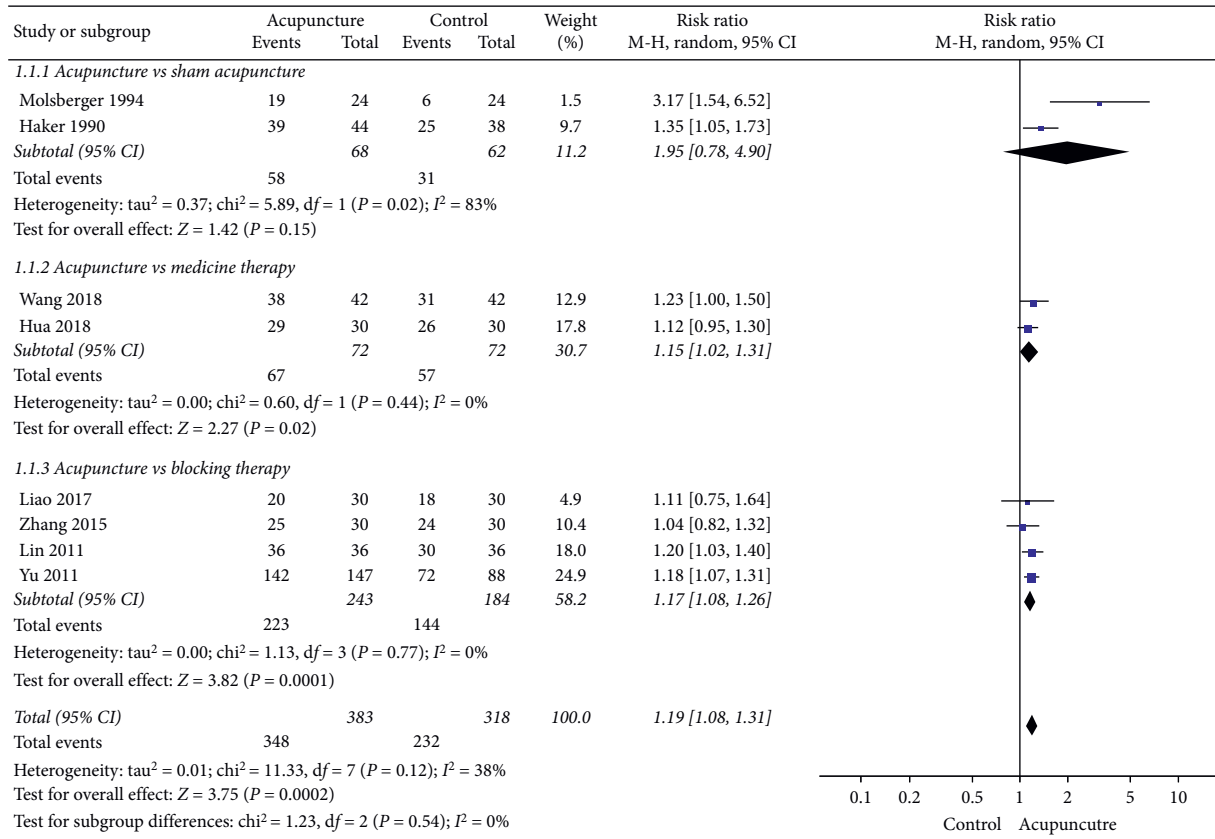 Study or subgroup Acupuncture Control Weight Risk ratio Risk ratio
Events Total Events Total (%) M-H, random, 95% CI M-H, random, 95% CI
1.1.1 Acupuncture vs sham acupuncture
Molsberger 1994 19 24 6 24 1.5 3.17 [1.54, 6.52]
Haker 1990 39 44 25 38 9.7 1.35 [1.05, 1.73]
Subtotal (95% CI) 68 62 11.2 1.95 [0.78, 4.90]
Total events 58 31
Heterogeneity: tau² = 0.37; chi² = 5.89, df = 1 (P = 0.02); I² = 83%
Test for overall effect: Z = 1.42 (P = 0.15)
1.1.2 Acupuncture vs medicine therapy
Wang 2018 38 42 31 42 12.9 1.23 [1.00, 1.50]
Hua 2018 29 30 26 30 17.8 1.12 [0.95, 1.30]
Subtotal (95% CI) 72 72 30.7 1.15 [1.02, 1.31]
Total events 67 57
Heterogeneity: tau² = 0.00; chi² = 0.60, df = 1 (P = 0.44); I² = 0%
Test for overall effect: Z = 2.27 (P = 0.02)
1.1.3 Acupuncture vs blocking therapy
Liao 2017 20 30 18 30 4.9 1.11 [0.75, 1.64]
Zhang 2015 25 30 24 30 10.4 1.04 [0.82, 1.32]
Lin 2011 36 36 30 36 18.0 1.20 [1.03, 1.40]
Yu 2011 142 147 72 88 24.9 1.18 [1.07, 1.31]
Subtotal (95% CI) 243 184 58.2 1.17 [1.08, 1.26]
Total events 223 144
Heterogeneity: tau² = 0.00; chi² = 1.13, df = 3 (P = 0.77); I² = 0%
Test for overall effect: Z = 3.82 (P = 0.0001)
Total (95% CI) 383 318 100.0 1.19 [1.08, 1.31]
Total events 348 232
Heterogeneity: tau² = 0.01; chi² = 11.33, df = 7 (P = 0.12); I² = 38%
Test for overall effect: Z = 3.75 (P = 0.0002)
0.1 0.2 0.5 1 2 5 10
Test for subgroup differences: chi² = 1.23, df = 2 (P = 0.54); I² = 0%
Control Acupuncutre